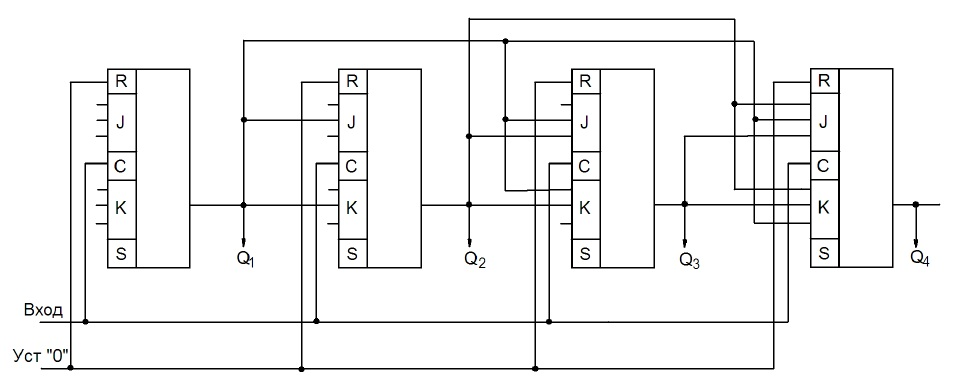 R R R R
J J J J
C C C C
K K K K
S S S S
Q1 Q2 Q3 Q4
Вход
Уст "0"